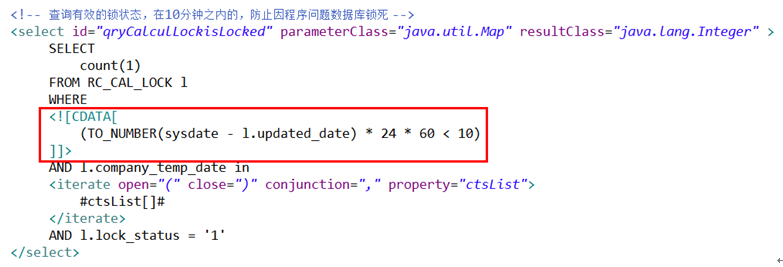 <!-- 查询有效的锁状态，在10分钟之内的，防止因程序问题数据库锁死 -->
<select id="qryCalculLockisLocked" parameterClass="java.util.Map" resultClass="java.lang.Integer" >
SELECT
count(1)
FROM RC_CAL_LOCK l
WHERE
<![CDATA[
(TO_NUMBER(sysdate - l.updated_date) * 24 * 60 < 10)
]]>
AND l.company_temp_date in
<iterate open="(" close=")" conjunction="," property="ctsList">
#ctsList[]#
</iterate>
AND l.lock_status = '1'
</select>